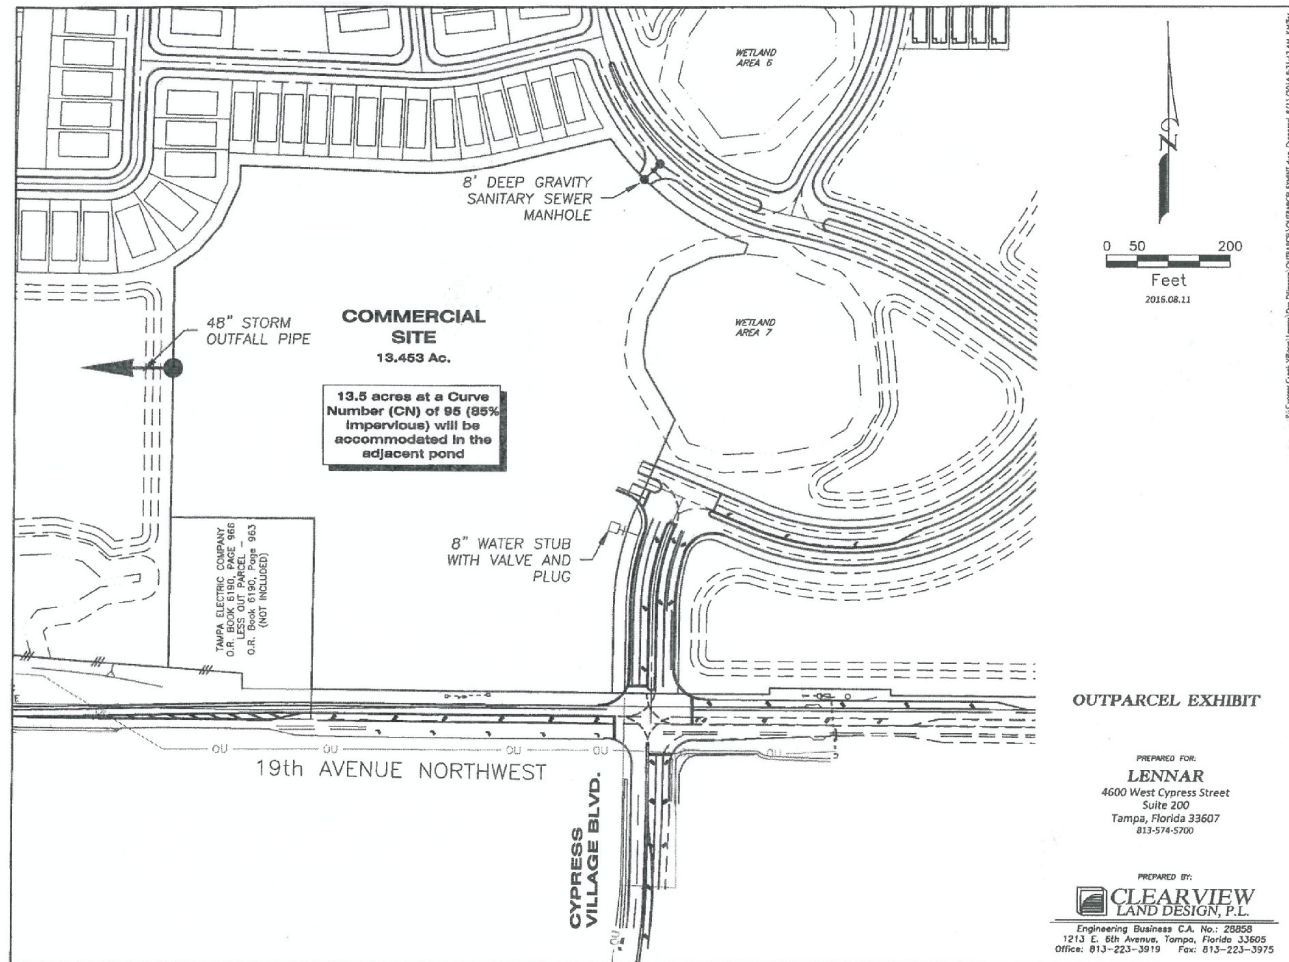 WETLAND
AREA 6
8' DEEP GRAVITY
SANITARY SEWER
MANHOLE
N
0 50 200
Feet
2016.08.11
48" STORM
OUTFALL PIPE
COMMERCIAL
SITE
13.453 Ac.
WETLAND
AREA 7
13.5 acres at a Curve
Number (CN) of 95 (85%
impervious) will be
accommodated in the
adjacent pond
TAMPA ELECTRIC COMPANY
O.R. BOOK 6190, PAGE 966
LESS OUT PARCEL -
O.R. Book 6190, Page 963
(NOT INCLUDED)
8" WATER STUB
WITH VALVE AND
PLUG
OU
OU
OU
OU
OU
19th AVENUE NORTHWEST
CYPRESS
VILLAGE BLVD.
OU
OUTPARCEL EXHIBIT
PREPARED FOR:
LENNAR
4600 West Cypress Street
Suite 200
Tampa, Florida 33607
813-574-5700
PREPARED BY:
CLEARVIEW
LAND DESIGN, P.L.
Engineering Business C.A. No.: 28858
1213 E. 6th Avenue, Tampa, Florida 33605
Office: 813-223-3919 Fax: 813-223-3975